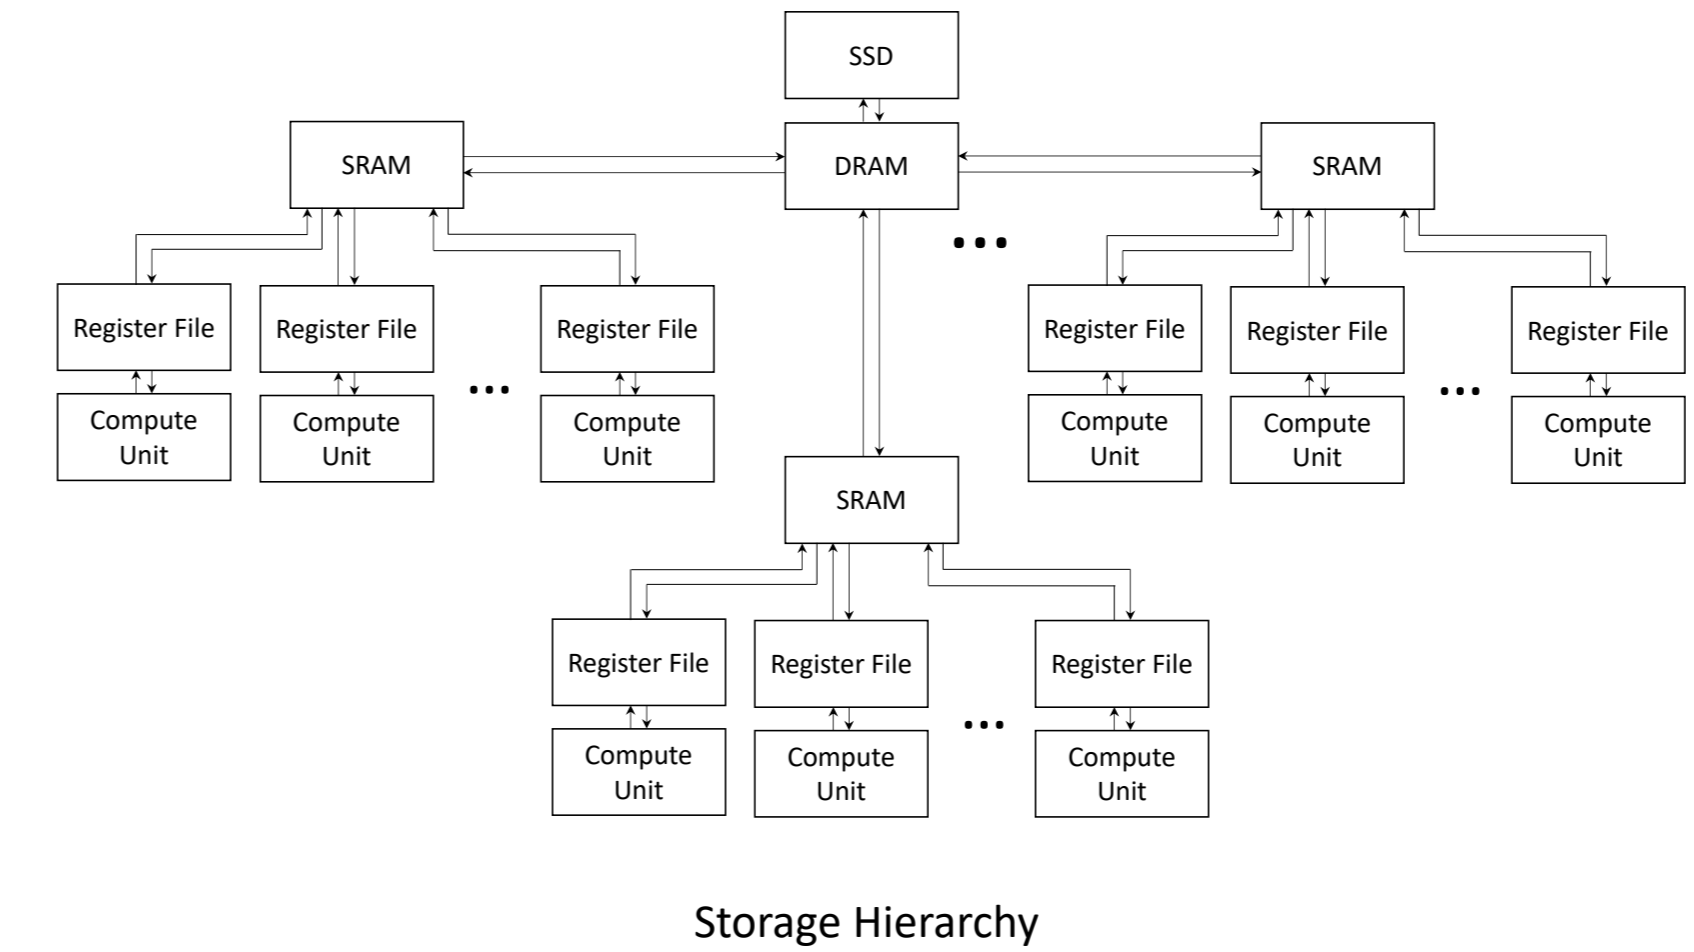 SSD
SRAM
DRAM
SRAM
...
Register File
Register File
Register File
Register File
Register File
Register File
...
...
Compute
Unit
Compute
Unit
Compute
Unit
Compute
Unit
Compute
Unit
Compute
Unit
SRAM
Register File
Register File
Register File
...
Compute
Unit
Compute
Unit
Compute
Unit
Storage Hierarchy